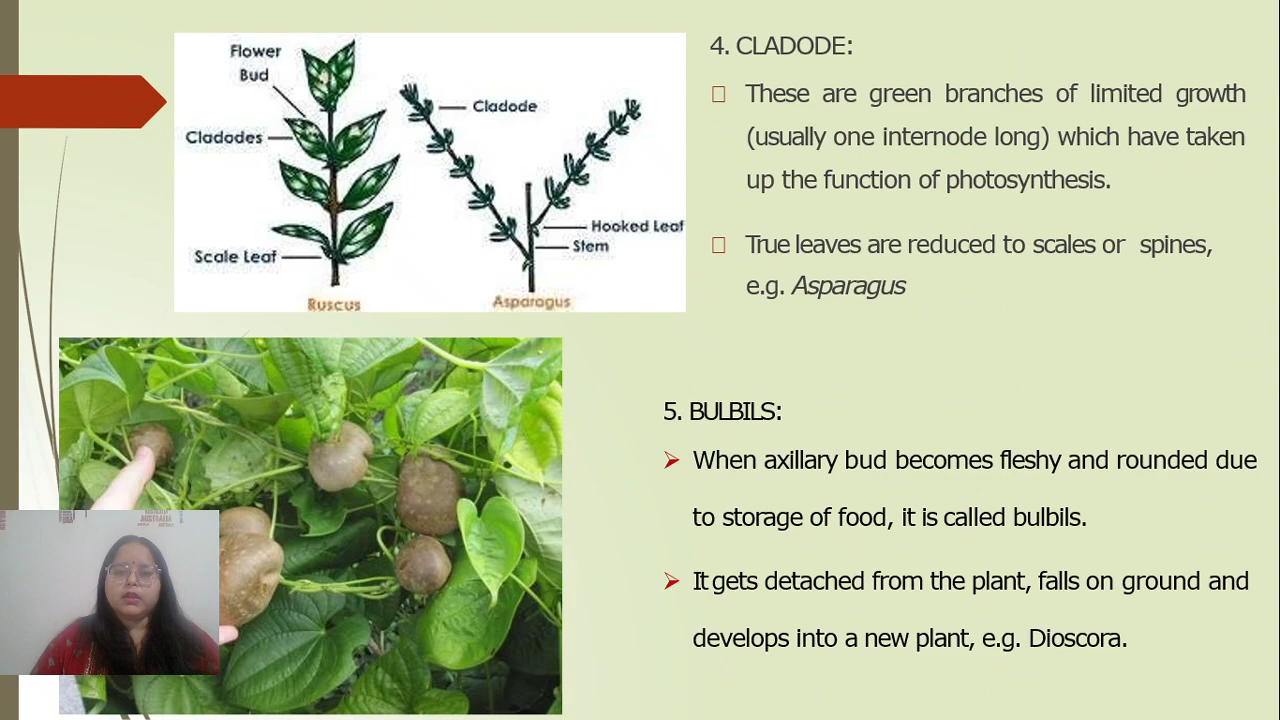 Flower
Bud
Cladodes
Scale Leaf
Ruscus
Cladode
Hooked Leaf
Stem
Asparagus
4. CLADODE:
These are green branches of limited growth
(usually one internode long) which have taken
up the function of photosynthesis.
True leaves are reduced to scales or spines,
e.g. Asparagus
5. BULBILS:
When axillary bud becomes fleshy and rounded due
to storage of food, it is called bulbils.
It gets detached from the plant, falls on ground and
develops into a new plant, e.g. Dioscora.